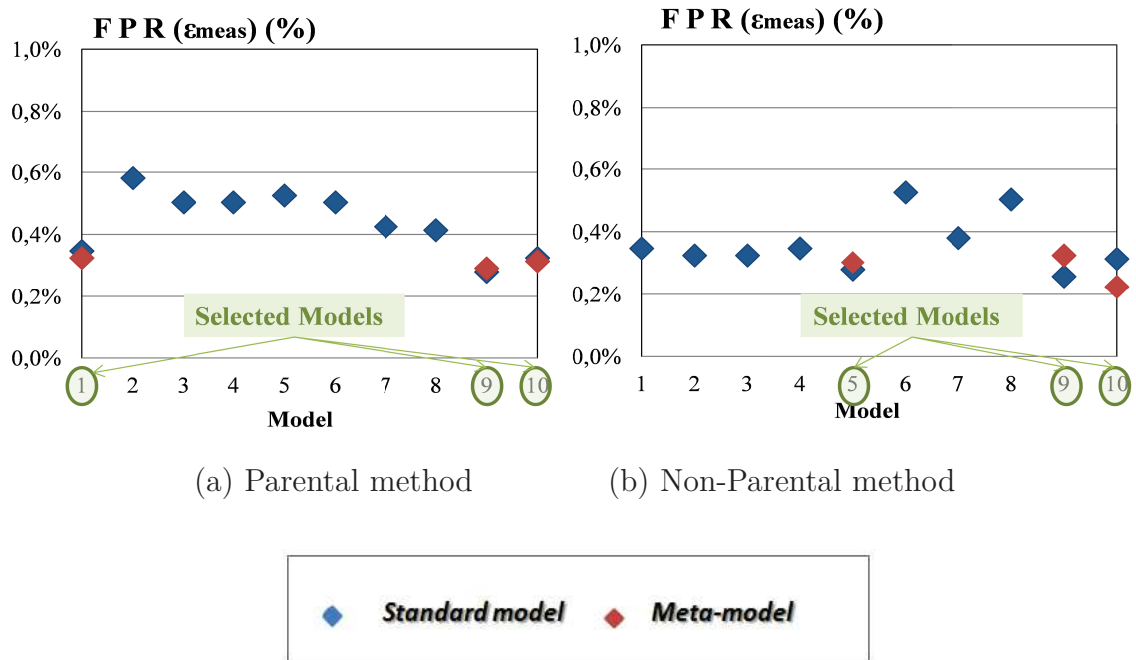 F P R (εmeas) (%)
1,0%
0,8%
0,6%
0,4%
0,2%
0,0%
Selected Models
1 2 3 4 5 6 7 8 9 10
Model
(a) Parental method
F P R (εmeas) (%)
1,0%
0,8%
0,6%
0,4%
0,2%
0,0%
Selected Models
1 2 3 4 5 6 7 8 9 10
Model
(b) Non-Parental method
Standard model Meta-model